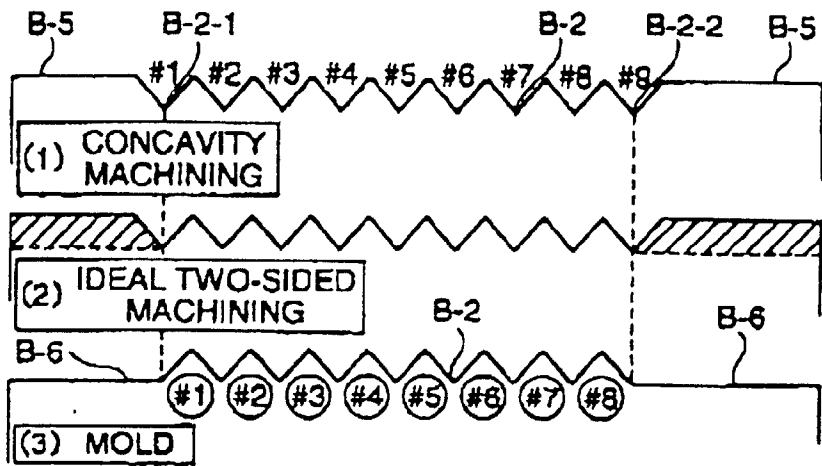 B-5 B-2-1 B-2 B-2-2 B-5
#1 #2 #3 #4 #5 #6 #7 #8 #9
(1) CONCAVITY
MACHINING
(2) IDEAL TWO-SIDED
MACHINING
B-6 B-2 B-6
#1 #2 #3 #4 #5 #6 #7 #8
(3) MOLD